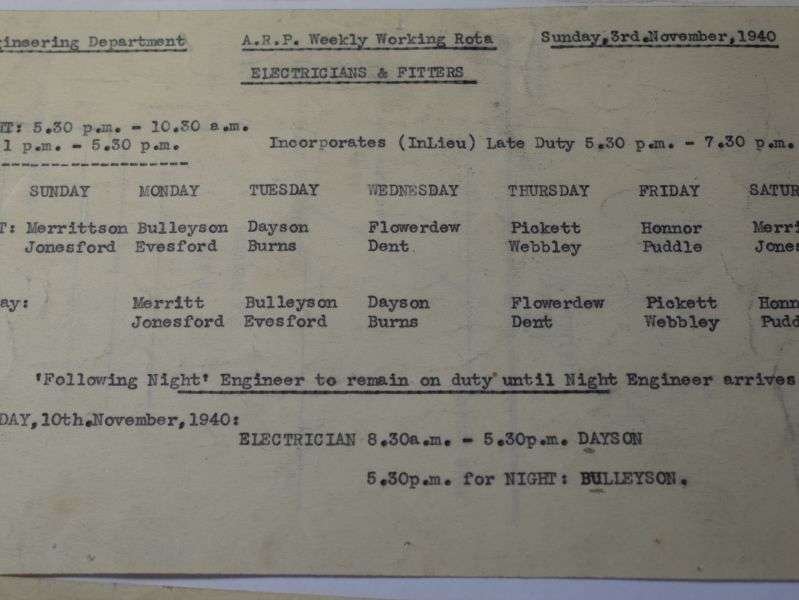 gineering Department A.R.P. Weekly Working Rota Sunday,3rd.November,1940
ELECTRICIANS & FITTERS
HT: 5.30 p.m. - 10.30 a.m.
1 p.m. - 5.30 p.m. Incorporates (InLieu) Late Duty 5.30 p.m. - 7.30 p.m.
SUNDAY MONDAY TUESDAY WEDNESDAY THURSDAY FRIDAY SATUR
T: Merrittson Bulleyson Dayson Flowerdew Pickett Honnor Merri
Jonesford Evesford Burns Dent. Webbley Puddle Jones
ay: Merritt Bulleyson Dayson Flowerdew Pickett Honn
Jonesford Evesford Burns Dent Webbley Pudd
'Following Night' Engineer to remain on duty until Night Engineer arrives
DAY,10th.November,1940:
ELECTRICIAN 8.30a.m. - 5.30p.m. DAYSON
5.30p.m. for NIGHT: BULLEYSON.